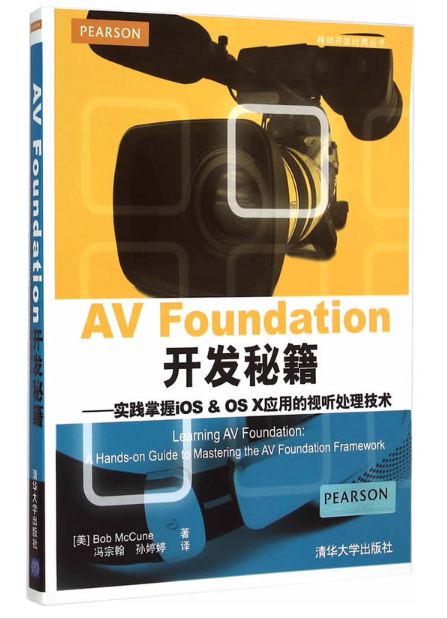 PEARSON
移动开发经典丛书
AV Foundation
开发秘籍
——实践掌握iOS & OS X应用的视听处理技术
Learning AV Foundation:
A Hands-on Guide to Mastering the AV Foundation Framework
PEARSON
[美] Bob McCune 著
冯宗翰 孙婷婷 译
清华大学出版社
AV Foundation 开发秘籍
清华大学出版社